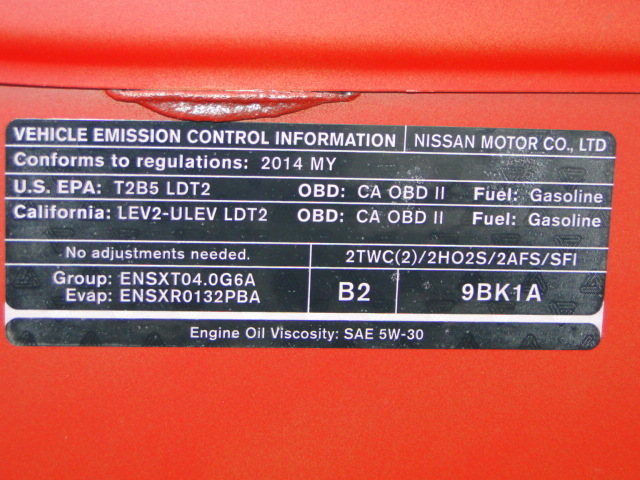 VEHICLE EMISSION CONTROL INFORMATION NISSAN MOTOR CO., LTD
Conforms to regulations: 2014 MY
U.S. EPA: T2B5 LDT2 OBD: CA OBD II Fuel: Gasoline
California: LEV2-ULEV LDT2 OBD: CA OBD II Fuel: Gasoline
No adjustments needed. 2TWC(2)/2HO2S/2AFS/SFI
Group: ENSXT04.0G6A
Evap: ENSXR0132PBA
B2 9BK1A
Engine Oil Viscosity: SAE 5W-30